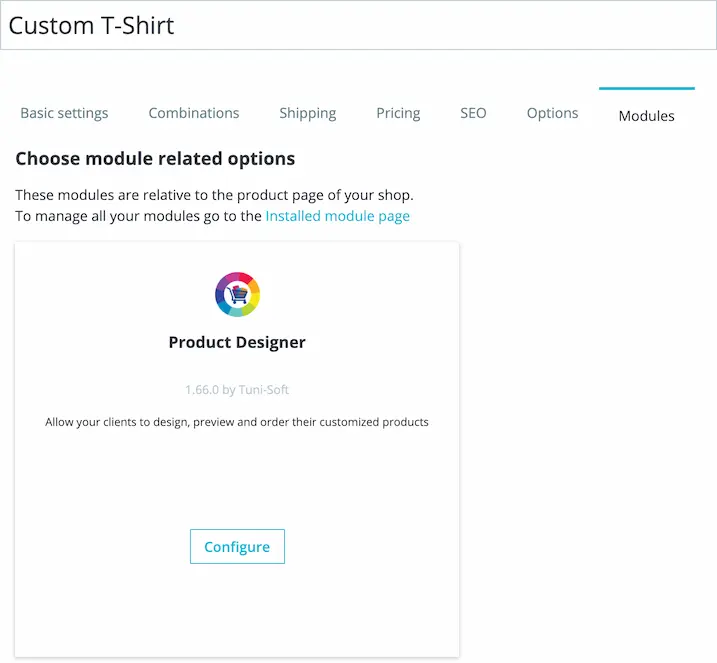 Custom T-Shirt
Basic settings Combinations Shipping Pricing SEO Options Modules
Choose module related options
These modules are relative to the product page of your shop.
To manage all your modules go to the Installed module page
Product Designer
1.66.0 by Tuni-Soft
Allow your clients to design, preview and order their customized products
Configure